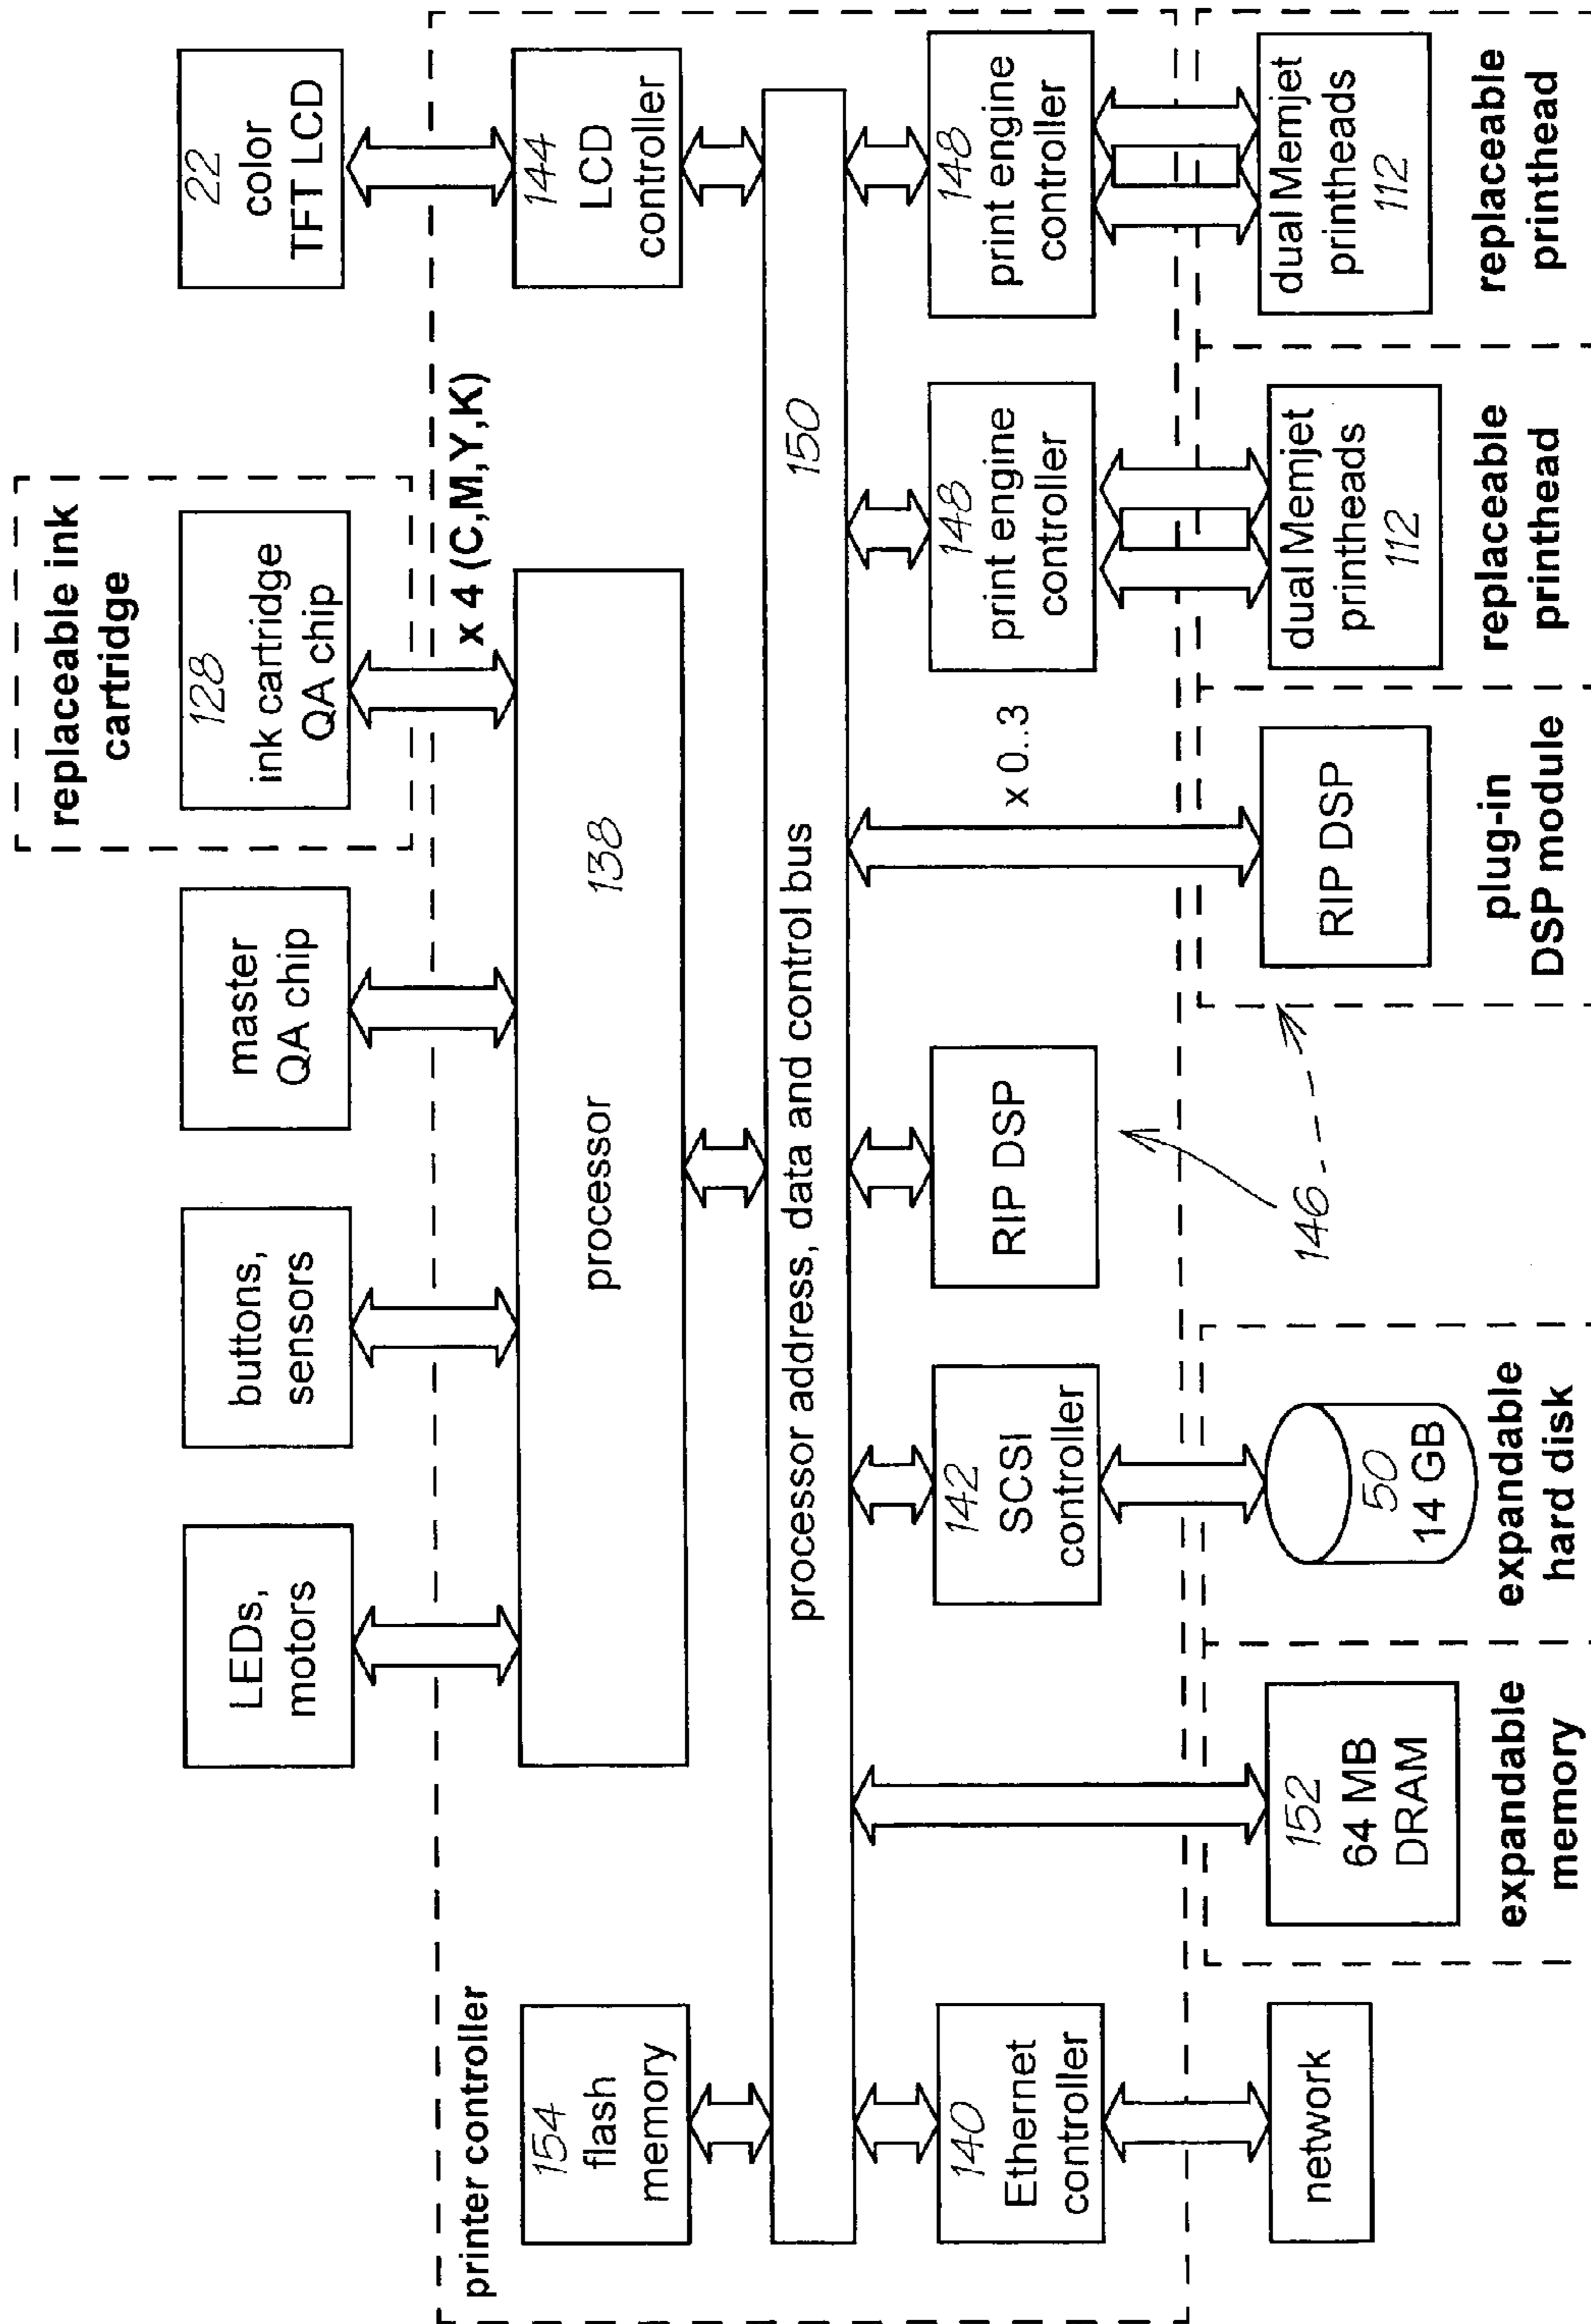 replaceable ink
cartridge
LEDs,
motors
buttons,
sensors
master
QA chip
128
ink cartridge
QA chip
22
color
TFT LCD
x 4 (C,M,Y,K)
printer controller
154
flash
memory
processor
138
144
LCD
controller
processor address, data and control bus
150
140
Ethernet
controller
142
SCSI
controller
RIP DSP
x 0..3
148
print engine
controller
148
print engine
controller
146
network
152
64 MB
DRAM
expandable
memory
50
14 GB
expandable
hard disk
RIP DSP
plug-in
DSP module
dual Memjet
printheads
112
replaceable
printhead
dual Memjet
printheads
112
replaceable
printhead